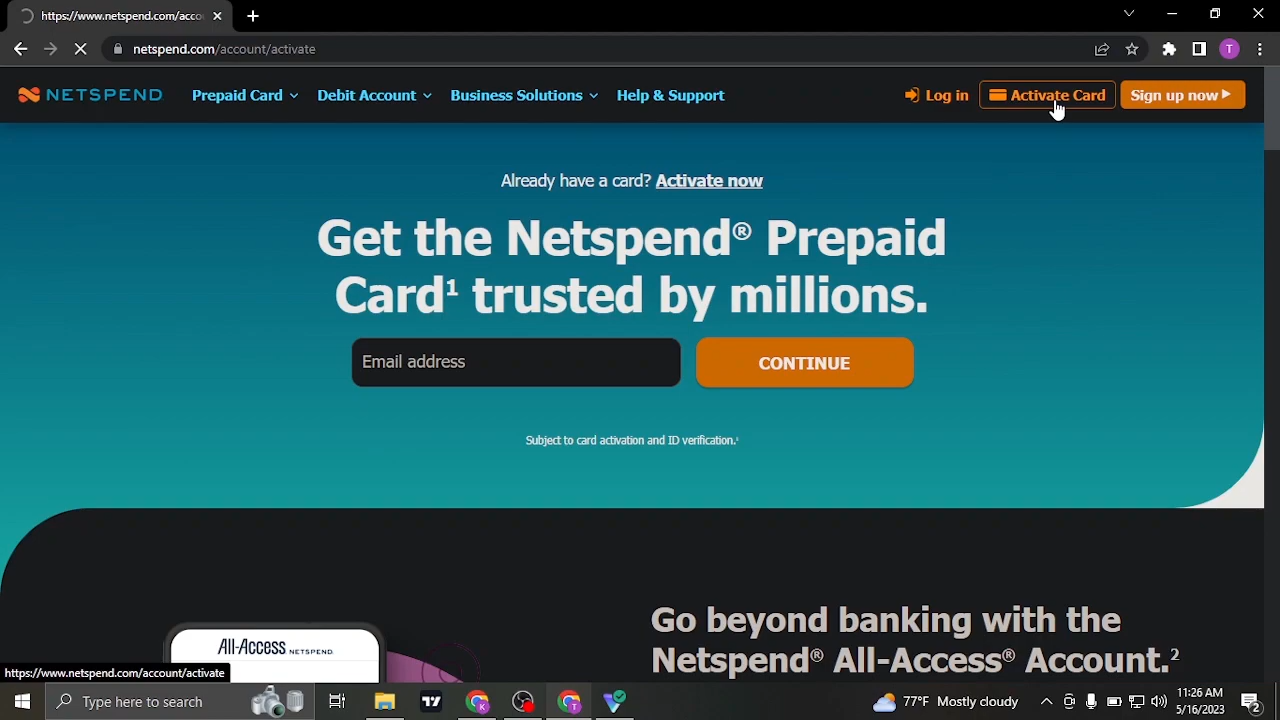 https://www.netspend.com/acco
netspend.com/account/activate
T
NETSPEND
Prepaid Card
Debit Account
Business Solutions
Help & Support
Log in
Activate Card
Sign up now
Already have a card? Activate now
Get the Netspend® Prepaid
Card¹ trusted by millions.
Email address
CONTINUE
Subject to card activation and ID verification.
Go beyond banking with the
Netspend® All-Access® Account.²
All-Access NETSPEND.
https://www.netspend.com/account/activate
Type here to search
K
T
77°F Mostly cloudy
11:26 AM
5/16/2023
2